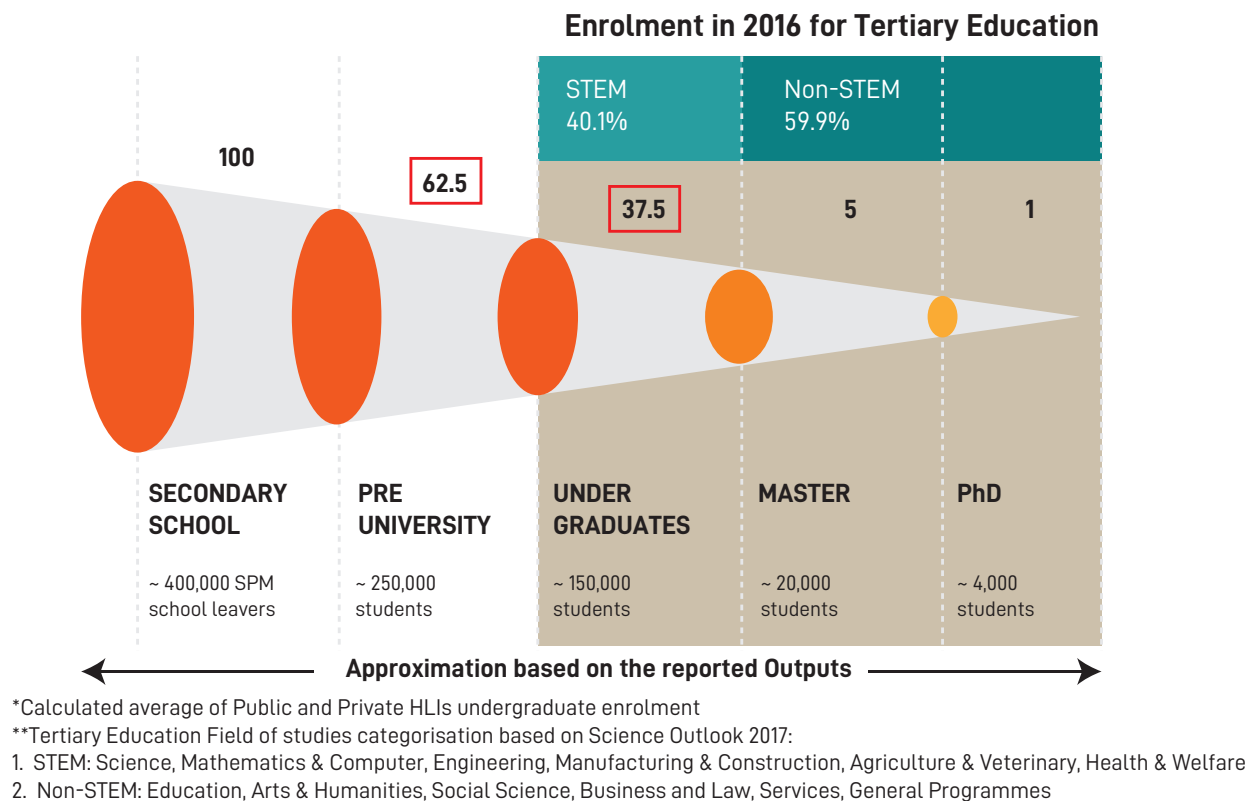 Enrolment in 2016 for Tertiary Education
STEM
40.1%
Non-STEM
59.9%
100
62.5
37.5
5
1
SECONDARY
SCHOOL
PRE
UNIVERSITY
UNDER
GRADUATES
MASTER
PhD
~ 400,000 SPM
school leavers
~ 250,000
students
~ 150,000
students
~ 20,000
students
~ 4,000
students
Approximation based on the reported Outputs
*Calculated average of Public and Private HLIs undergraduate enrolment
**Tertiary Education Field of studies categorisation based on Science Outlook 2017:
1. STEM: Science, Mathematics & Computer, Engineering, Manufacturing & Construction, Agriculture & Veterinary, Health & Welfare
2. Non-STEM: Education, Arts & Humanities, Social Science, Business and Law, Services, General Programmes